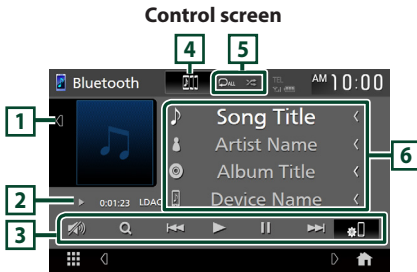 Control screen
4
5
Bluetooth
ALL
TEL
AM 10:00
1
Song Title
Artist Name
6
Album Title
2
0:01:23 LDAC
Device Name
3